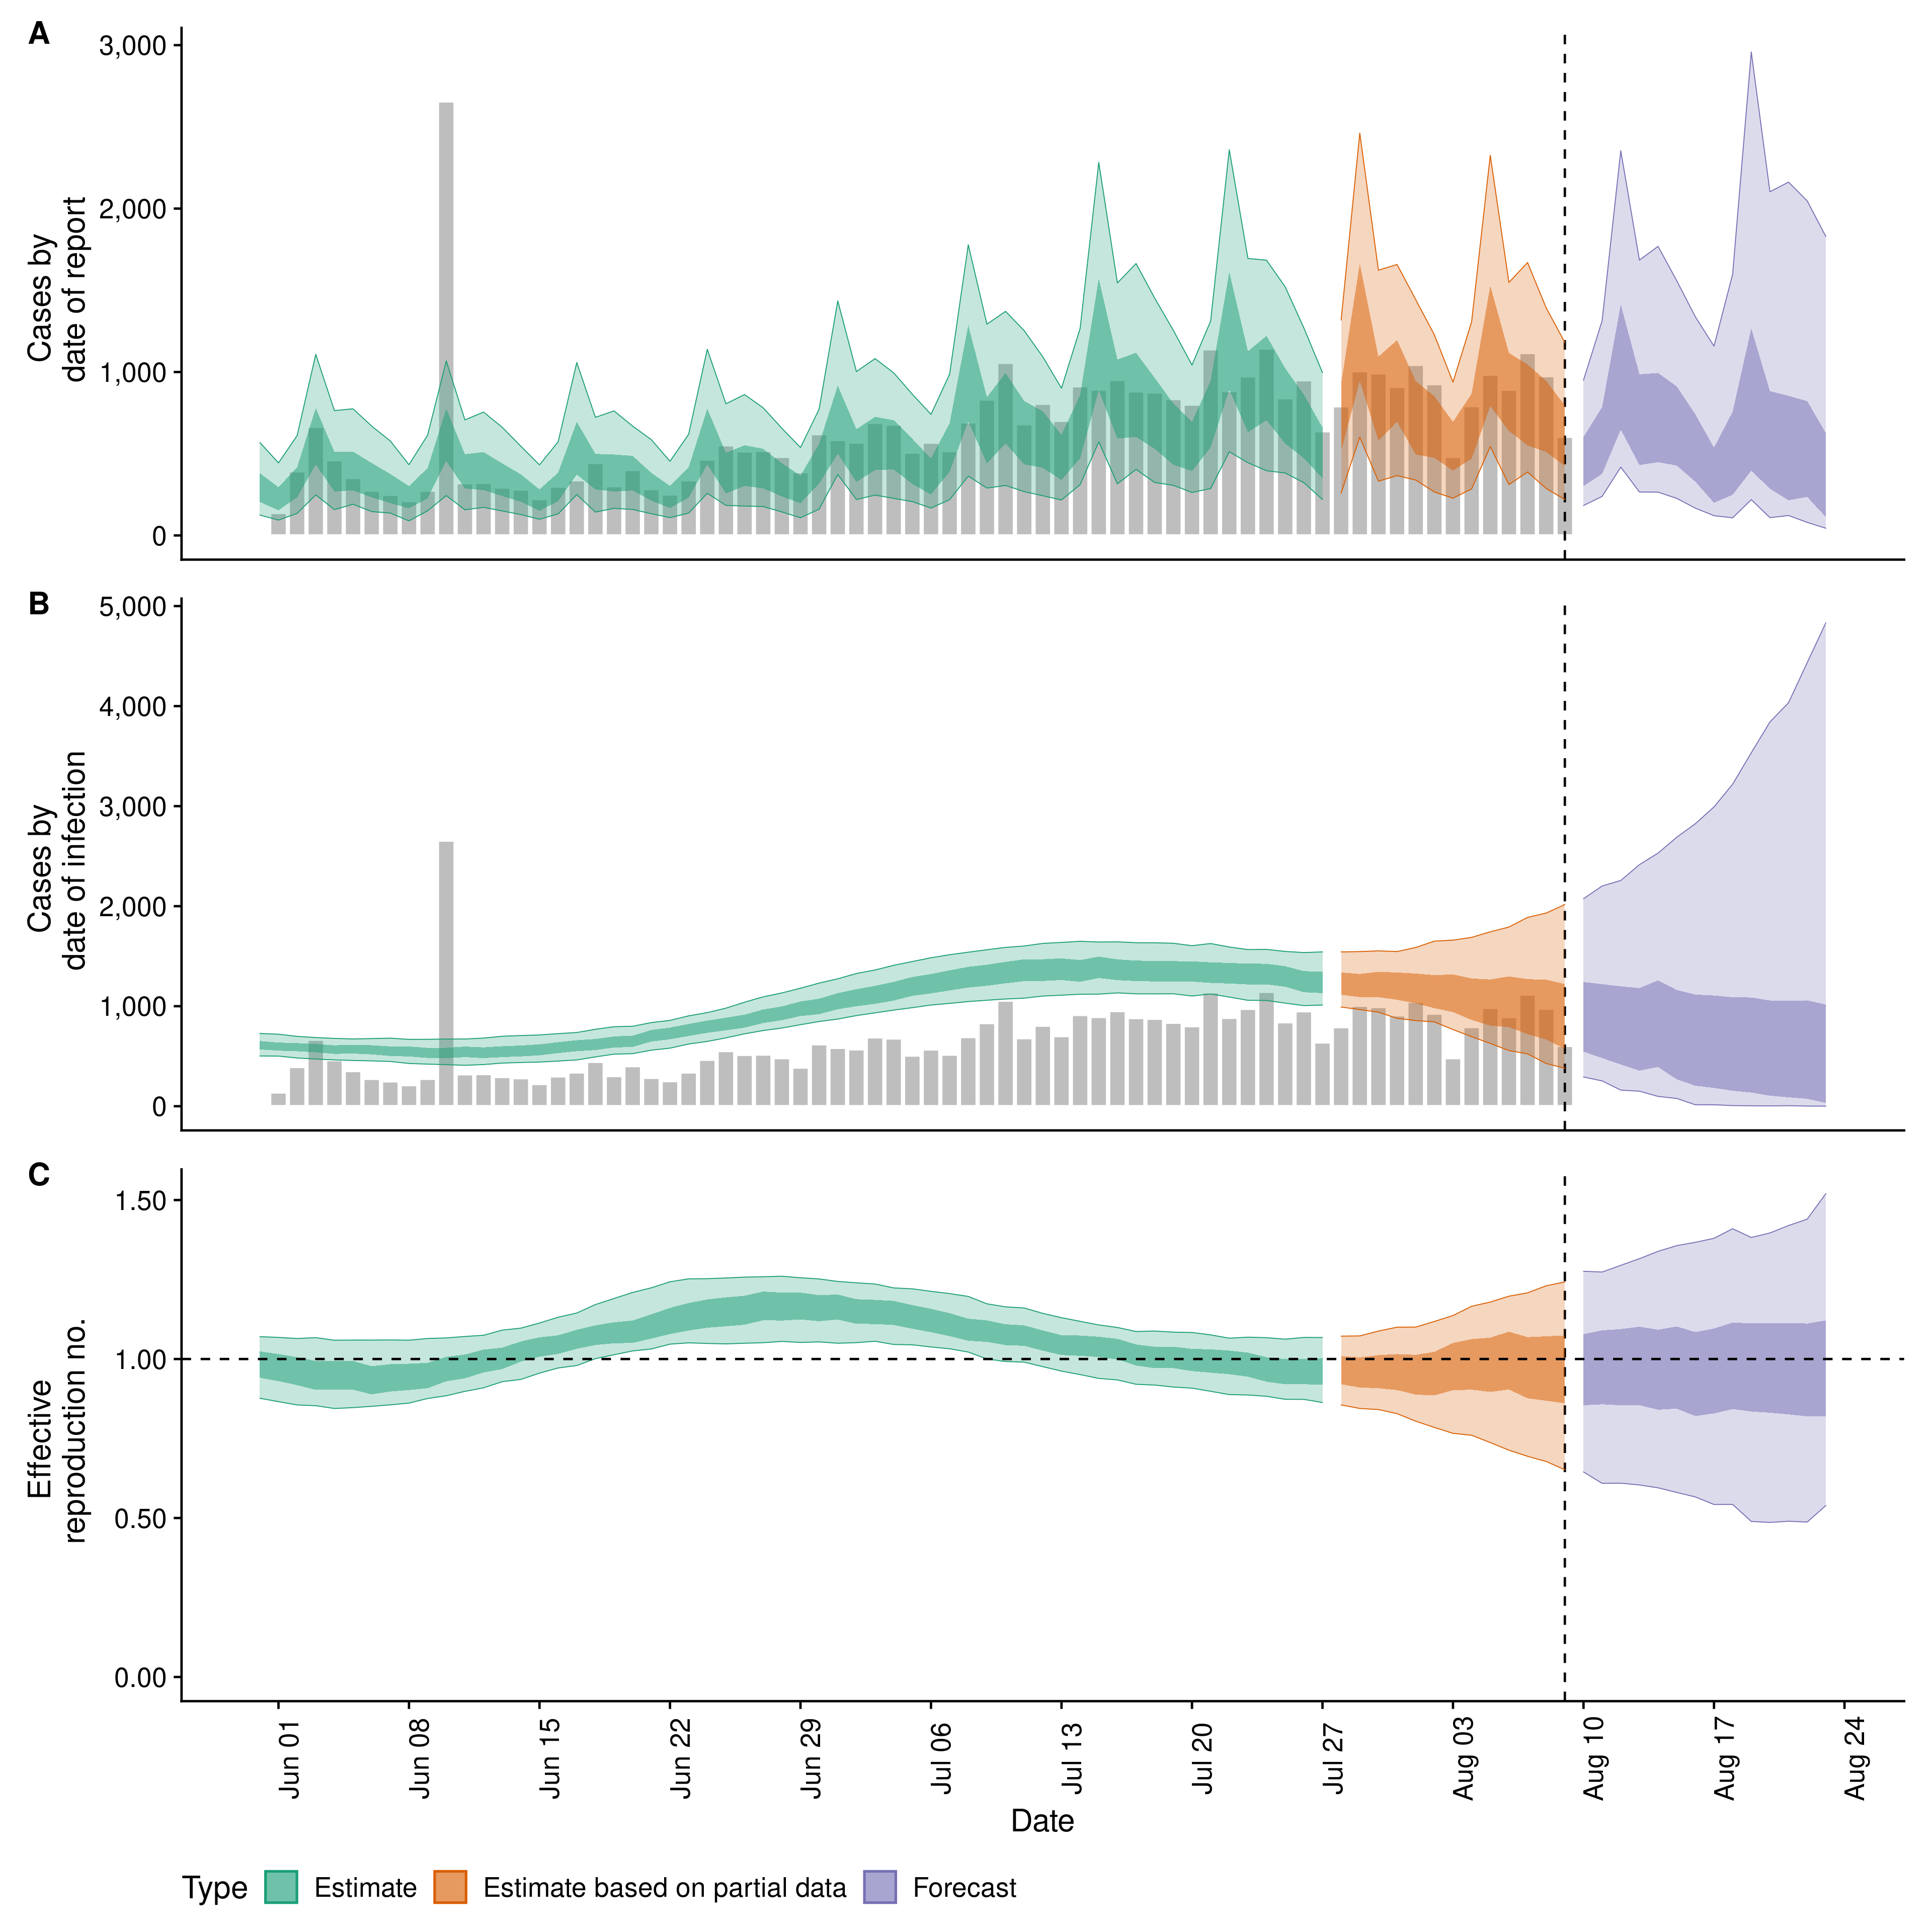 A
Cases by
date of report
3,000
2,000
1,000
0
B
Cases by
date of infection
5,000
4,000
3,000
2,000
1,000
0
C
Effective
reproduction no.
1.50
1.00
0.50
0.00
Jun 01
Jun 08
Jun 15
Jun 22
Jun 29
Jul 06
Jul 13
Jul 20
Jul 27
Aug 03
Aug 10
Aug 17
Aug 24
Date
Type Estimate Estimate based on partial data Forecast